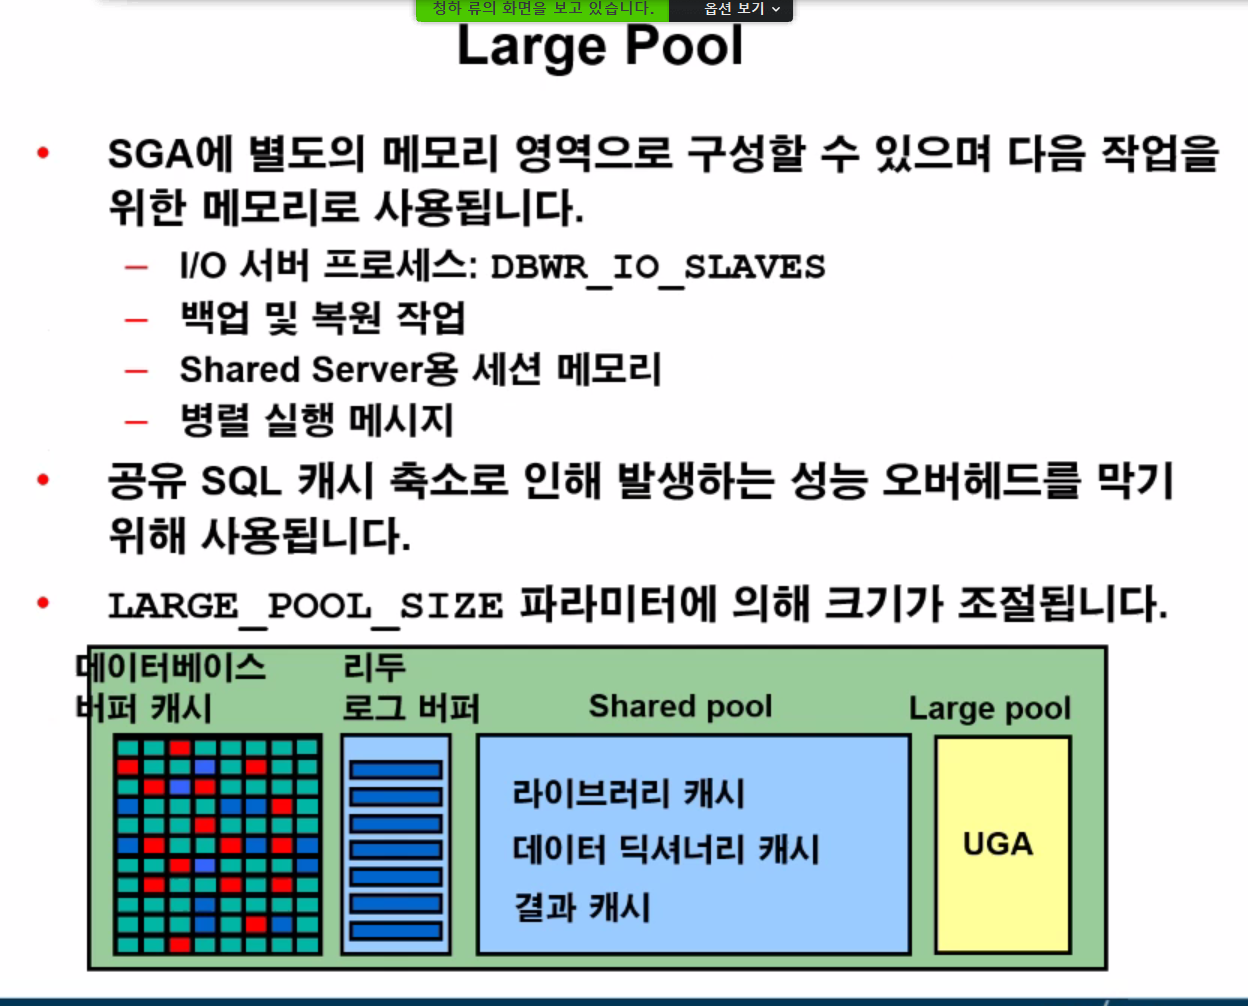 청하 류의 화면을 보고 있습니다. 옵션 보기
Large Pool
• SGA에 별도의 메모리 영역으로 구성할 수 있으며 다음 작업을
위한 메모리로 사용됩니다.
– I/O 서버 프로세스: DBWR_IO_SLAVES
– 백업 및 복원 작업
– Shared Server용 세션 메모리
– 병렬 실행 메시지
• 공유 SQL 캐시 축소로 인해 발생하는 성능 오버헤드를 막기
위해 사용됩니다.
• LARGE_POOL_SIZE 파라미터에 의해 크기가 조절됩니다.
데이터베이스
버퍼 캐시
리두
로그 버퍼
Shared pool
라이브러리 캐시
데이터 딕셔너리 캐시
결과 캐시
Large pool
UGA